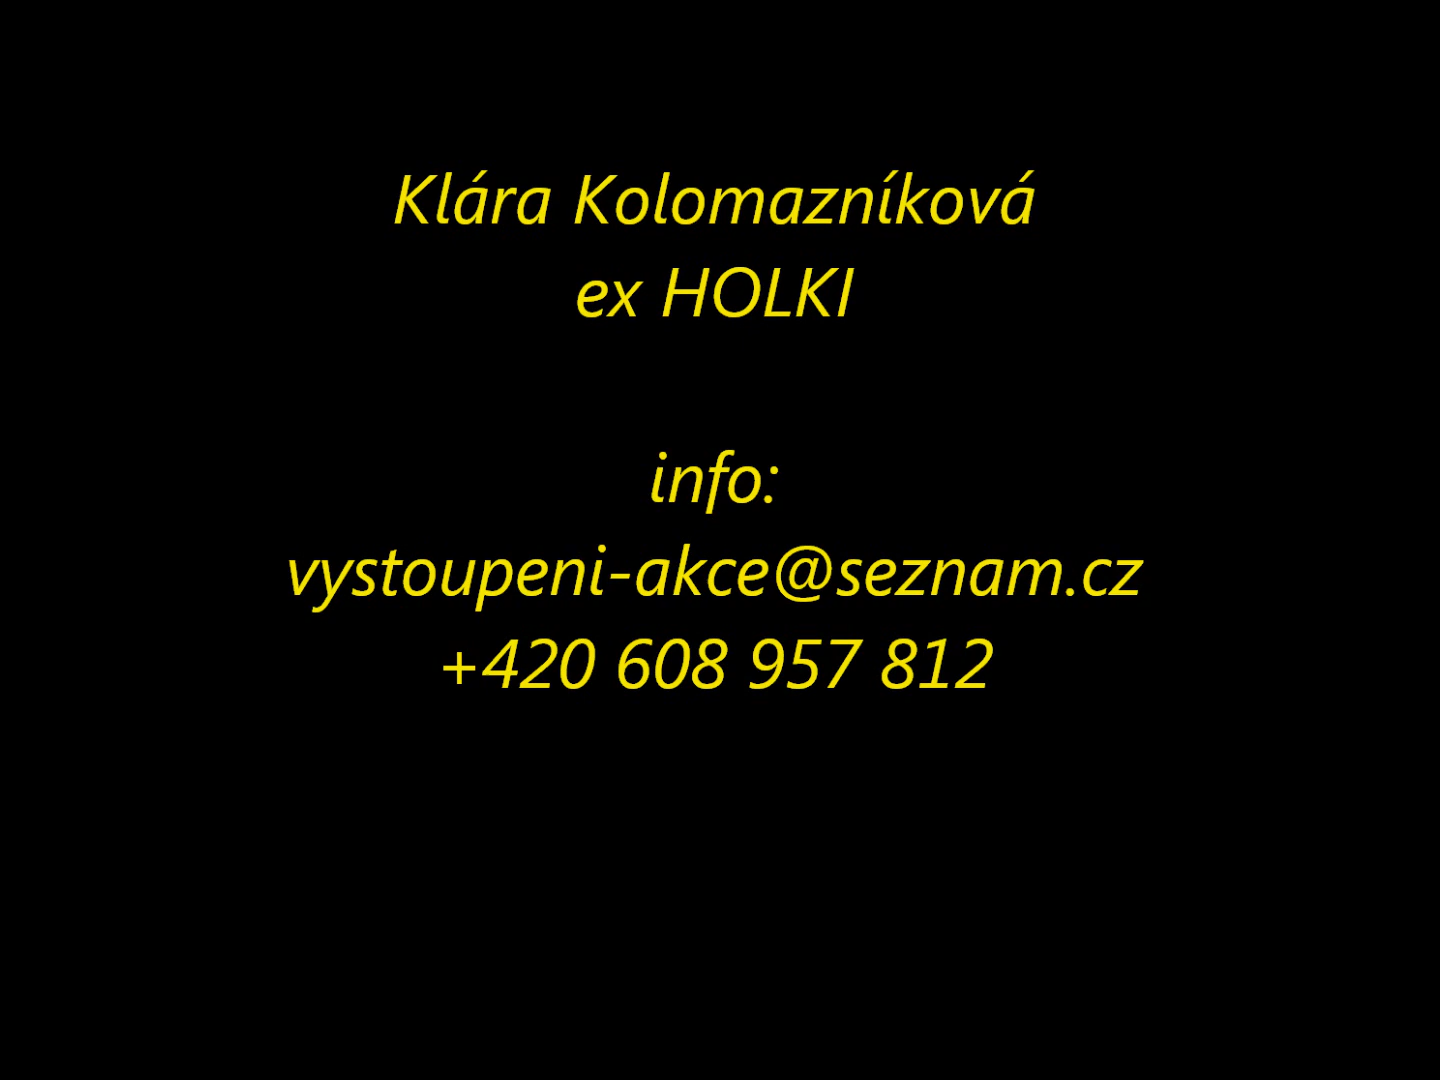 Klára Kolomazníková
ex HOLKI
info:
vystoupeni-akce@seznam.cz
+420 608 957 812